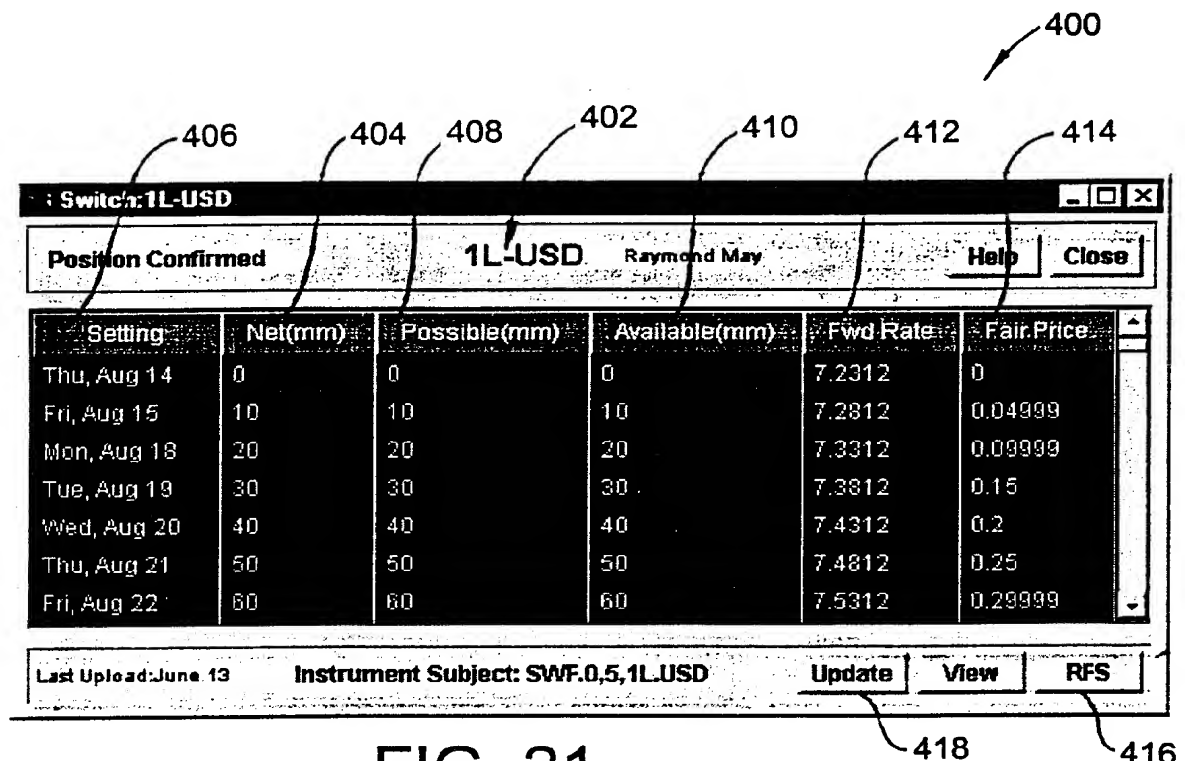 400
406 404 408 402 410 412 414
Switch:1L-USD
Position Confirmed 1L-USD Raymond May Help Close
Setting Net(mm) Possible(mm) Available(mm) Fwd Rate Fair.Price
Thu, Aug 14 0 0 0 7.2312 0
Fri, Aug 15 10 10 10 7.2812 0.04999
Mon, Aug 18 20 20 20 7.3312 0.09999
Tue, Aug 19 30 30 30 7.3812 0.15
Wed, Aug 20 40 40 40 7.4312 0.2
Thu, Aug 21 50 50 50 7.4812 0.25
Fri, Aug 22 60 60 60 7.5312 0.29999
Last Upload:June 13 Instrument Subject: SWF.0,5,1L.USD Update View RFS
418 416
FIG. 31